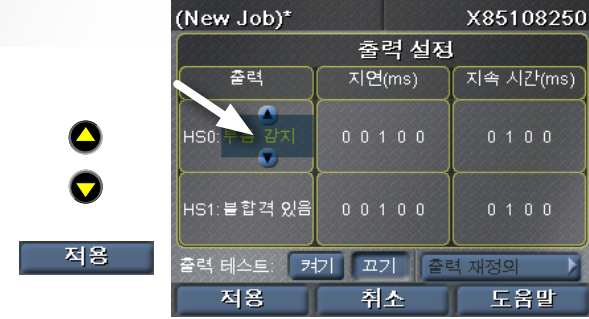 (New Job)* X85108250
출력 설정
출력 지연(ms) 지속 시간(ms)
HS0: 감지 0 0 1 0 0 0 1 0 0
HS1: 불합격 있음 0 0 1 0 0 0 1 0 0
적용
출력 테스트: 켜기 끄기 출력 재정의
적용 취소 도움말